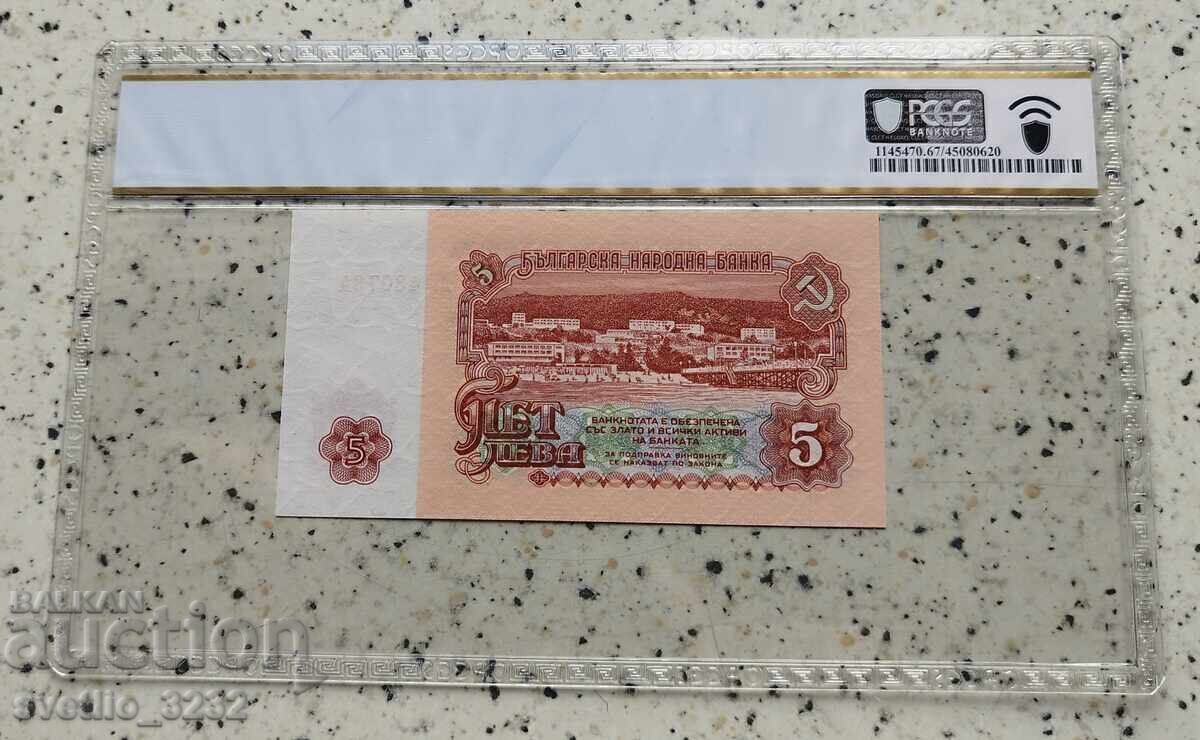 PCGS
BANKNOTE
1145470.67/45080620
5 БЪЛГАРСКА НАРОДНА БАНКА
ПЕТ
ЛЕВА
БАНКНОТАТА Е ОБЕЗПЕЧЕНА
СЪС ЗЛАТО И ВСИЧКИ АКТИВИ
НА БАНКАТА
ЗА ПОДПРАВКА ВИНОВНИТЕ
СЕ НАКАЗВАТ ПО ЗАКОНА
5
5
BALKAN
auction
svedlo_3232